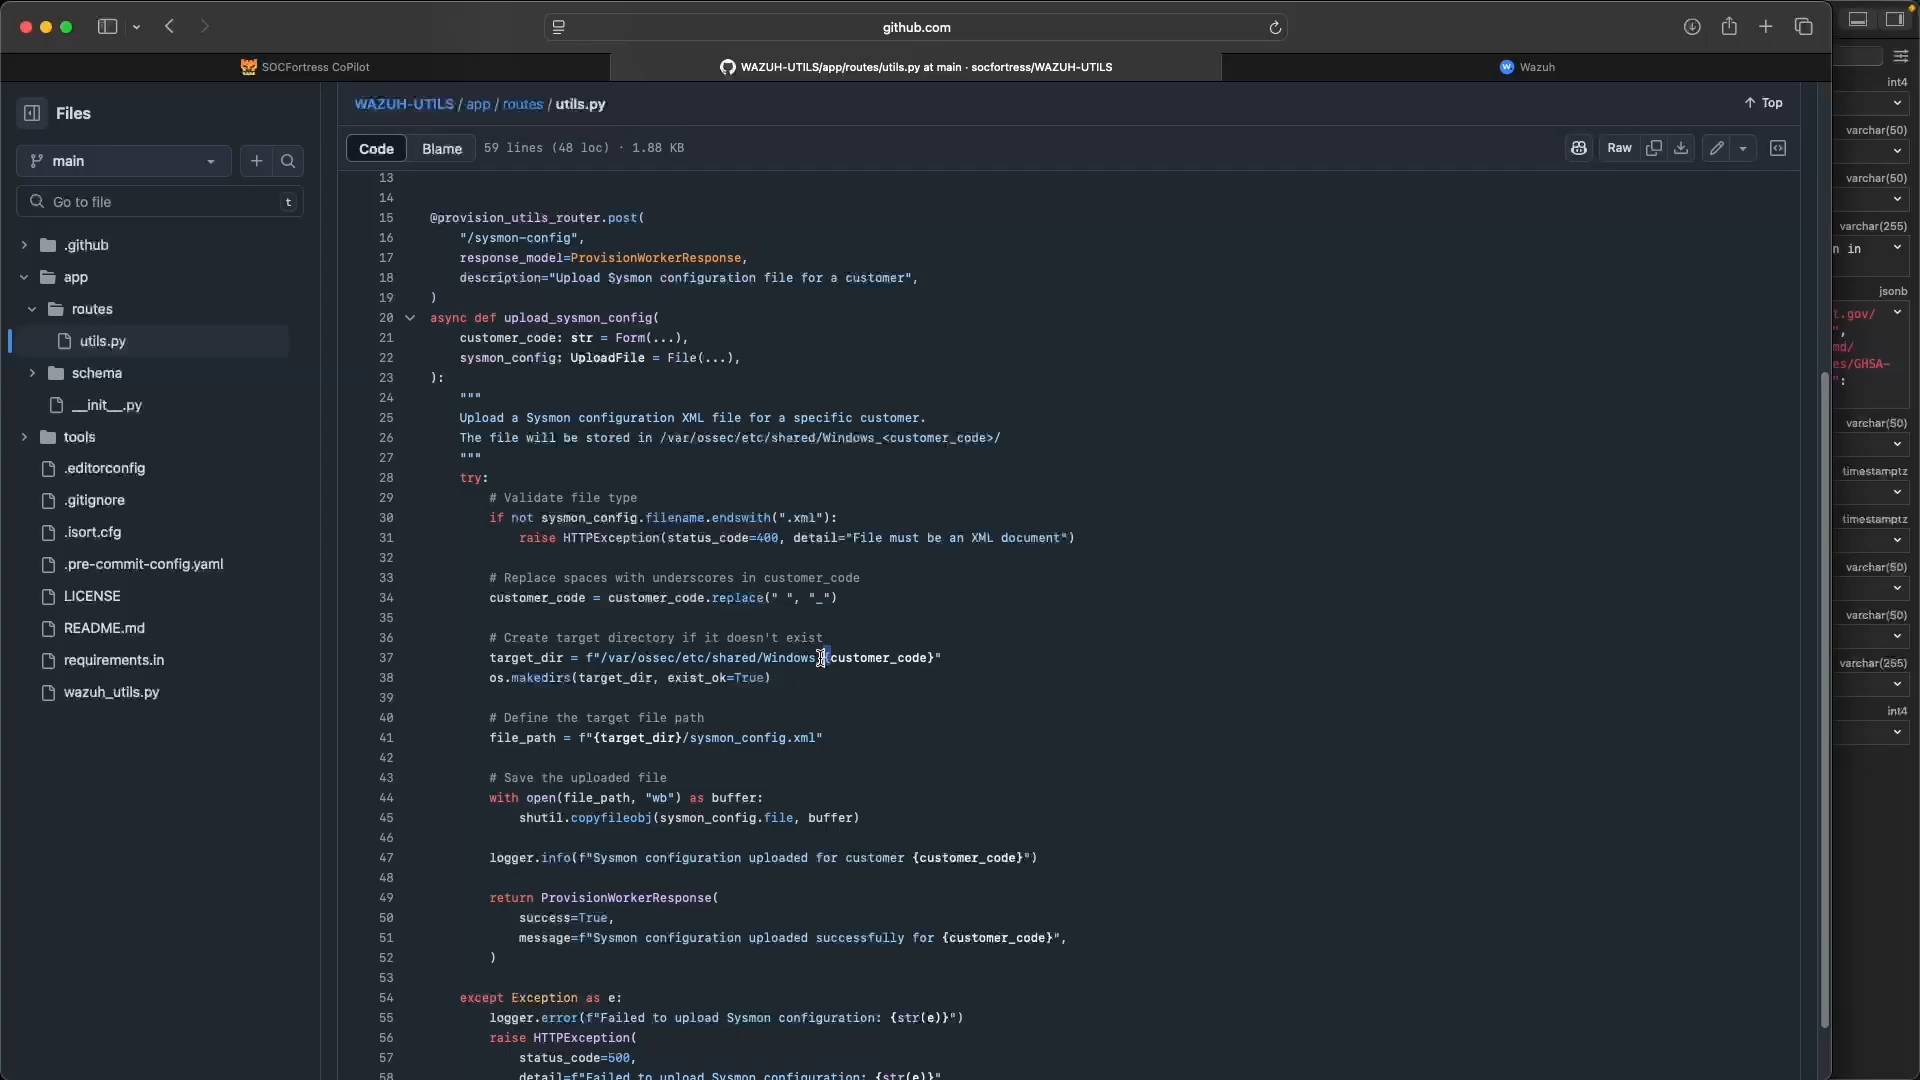 github.com
SOCFortress CoPilot
WAZUH-UTILS/app/routes/utils.py at main · socfortress/WAZUH-UTILS
Wazuh
Files
main
Go to file
t
.github
app
routes
utils.py
schema
__init__.py
tools
.editorconfig
.gitignore
.isort.cfg
.pre-commit-config.yaml
LICENSE
README.md
requirements.in
wazuh_utils.py
WAZUH-UTILS / app / routes / utils.py
Top
Code
Blame
59 lines (48 loc) · 1.88 KB
Raw
13
14
15 @provision_utils_router.post(
16 "/sysmon-config",
17 response_model=ProvisionWorkerResponse,
18 description="Upload Sysmon configuration file for a customer",
19 )
20 async def upload_sysmon_config(
21 customer_code: str = Form(...),
22 sysmon_config: UploadFile = File(...),
23 ):
24 """
25 Upload a Sysmon configuration XML file for a specific customer.
26 The file will be stored in /var/ossec/etc/shared/Windows_<customer_code>/
27 """
28 try:
29 # Validate file type
30 if not sysmon_config.filename.endswith(".xml"):
31 raise HTTPException(status_code=400, detail="File must be an XML document")
32
33 # Replace spaces with underscores in customer_code
34 customer_code = customer_code.replace(" ", "_")
35
36 # Create target directory if it doesn't exist
37 target_dir = f"/var/ossec/etc/shared/Windows_{customer_code}"
38 os.makedirs(target_dir, exist_ok=True)
39
40 # Define the target file path
41 file_path = f"{target_dir}/sysmon_config.xml"
42
43 # Save the uploaded file
44 with open(file_path, "wb") as buffer:
45 shutil.copyfileobj(sysmon_config.file, buffer)
46
47 logger.info(f"Sysmon configuration uploaded for customer {customer_code}")
48
49 return ProvisionWorkerResponse(
50 success=True,
51 message=f"Sysmon configuration uploaded successfully for {customer_code}",
52 )
53
54 except Exception as e:
55 logger.error(f"Failed to upload Sysmon configuration: {str(e)}")
56 raise HTTPException(
57 status_code=500,
58 detail=f"Failed to upload Sysmon configuration: {str(e)}"
int4
varchar(50)
varchar(50)
varchar(255)
n in
jsonb
t.gov/
",
md/
es/GHSA-
":
varchar(50)
timestamptz
timestamptz
varchar(50)
varchar(50)
varchar(255)
int4